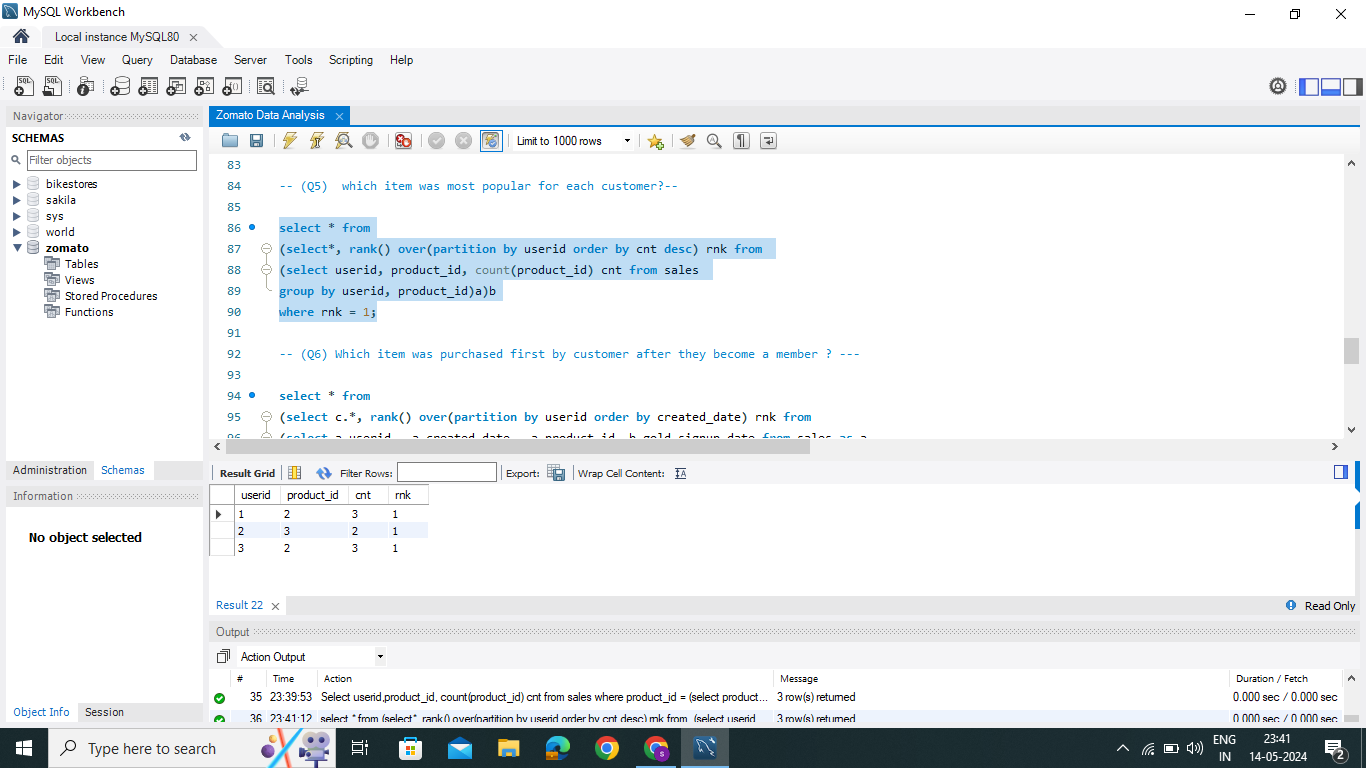 MySQL Workbench
Local instance MySQL80
File Edit View Query Database Server Tools Scripting Help
Navigator
SCHEMAS
Filter objects
bikestores
sakila
sys
world
zomato
Tables
Views
Stored Procedures
Functions
Administration Schemas
Information
No object selected
Object Info Session
Zomato Data Analysis
Limit to 1000 rows
83
84 -- (Q5)  which item was most popular for each customer?--
85
86 select * from
87 (select*, rank() over(partition by userid order by cnt desc) rnk from
88 (select userid, product_id, count(product_id) cnt from sales
89 group by userid, product_id)a)b
90 where rnk = 1;
91
92 -- (Q6) Which item was purchased first by customer after they become a member ? ---
93
94 select * from
95 (select c.*, rank() over(partition by userid order by created_date) rnk from
96 (select a.userid , a.created_date , a.product_id, b.gold_signup_date from sales as a
Result Grid Filter Rows: Export: Wrap Cell Content:
userid product_id cnt rnk
1 2 3 1
2 3 2 1
3 2 3 1
Result 22 Read Only
Output
Action Output
# Time Action Message Duration / Fetch
35 23:39:53 Select userid,product_id, count(product_id) cnt from sales where product_id = (select product... 3 row(s) returned 0.000 sec / 0.000 sec
36 23:41:12 select * from (select*, rank() over(partition by userid order by cnt desc) rnk from (select userid, 3 row(s) returned 0.000 sec / 0.000 sec
Type here to search
ENG
IN
23:41
14-05-2024
2